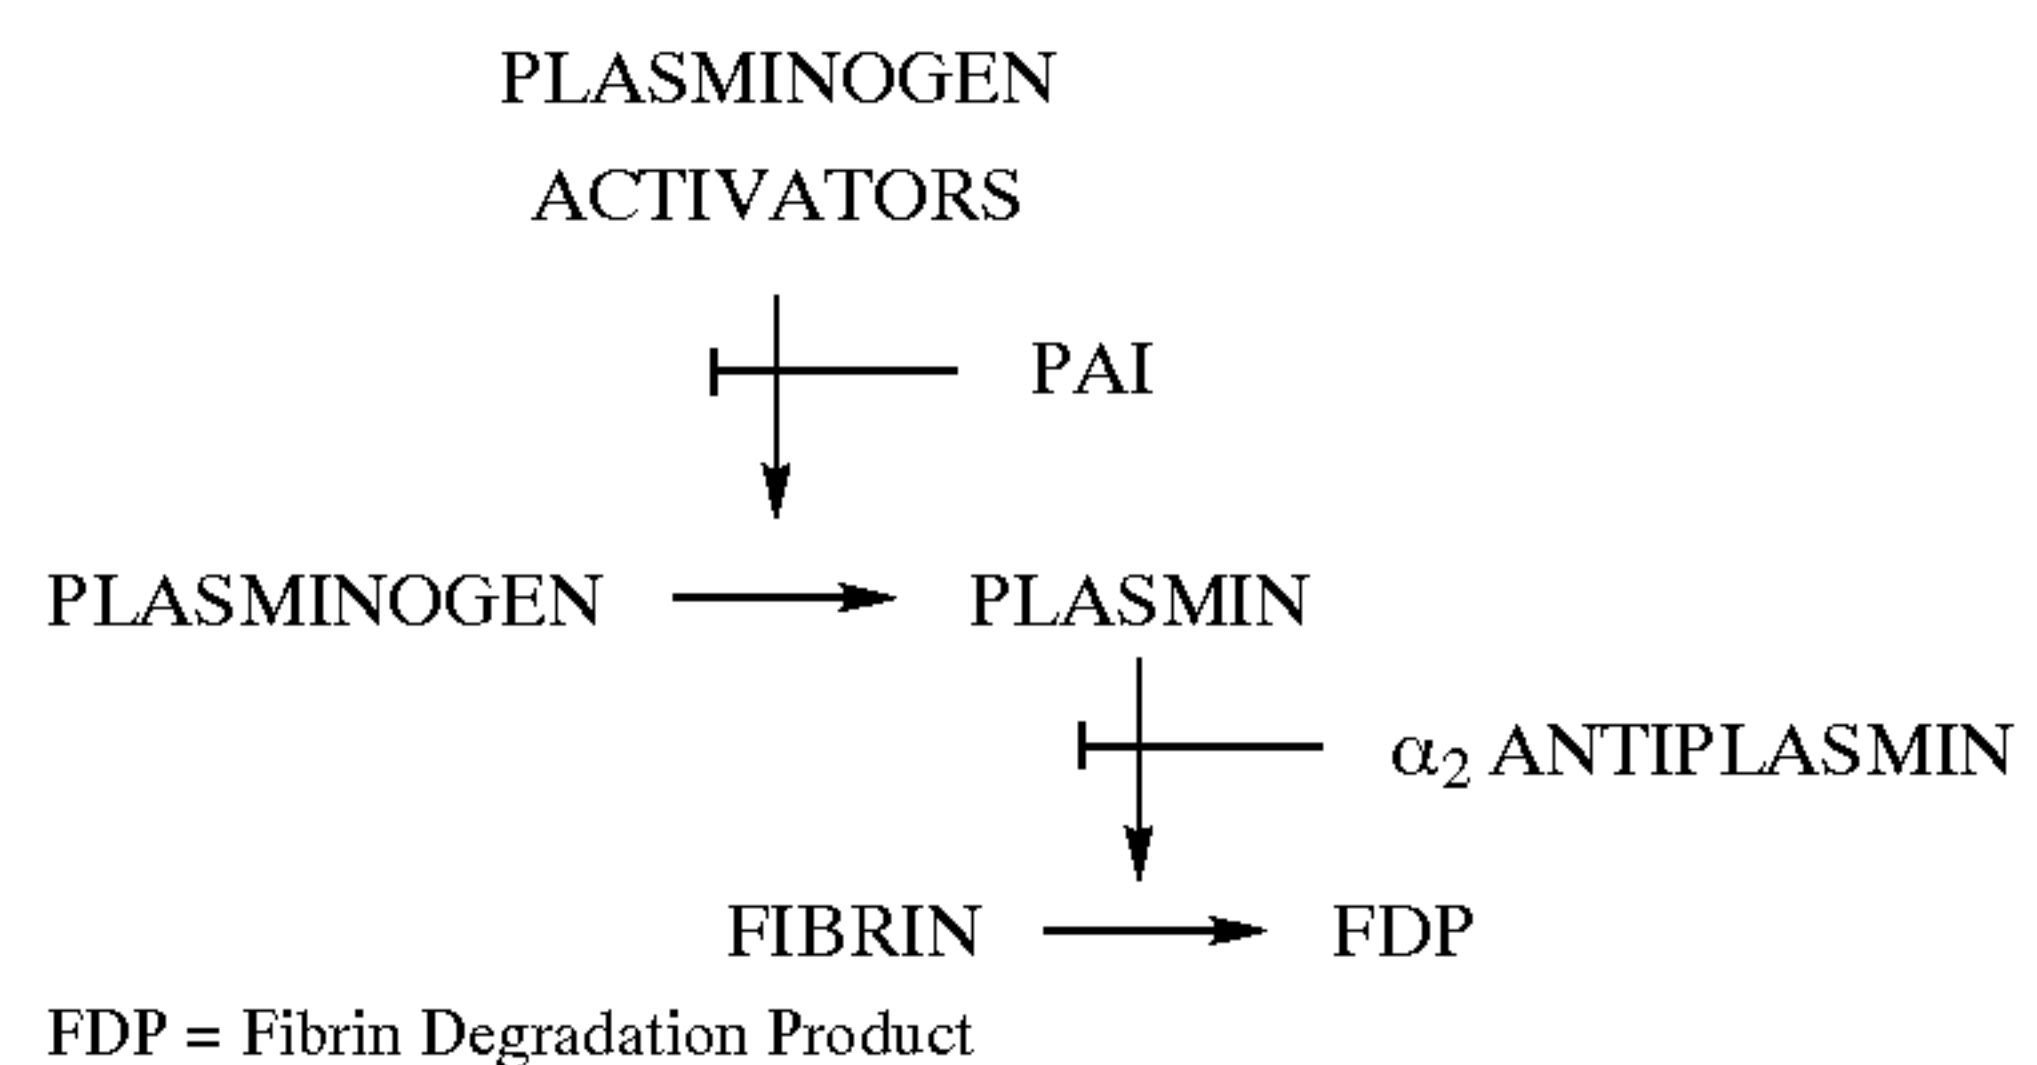 PLASMINOGEN
ACTIVATORS
PAI
PLASMINOGEN PLASMIN
α₂ ANTIPLASMIN
FIBRIN FDP
FDP = Fibrin Degradation Product